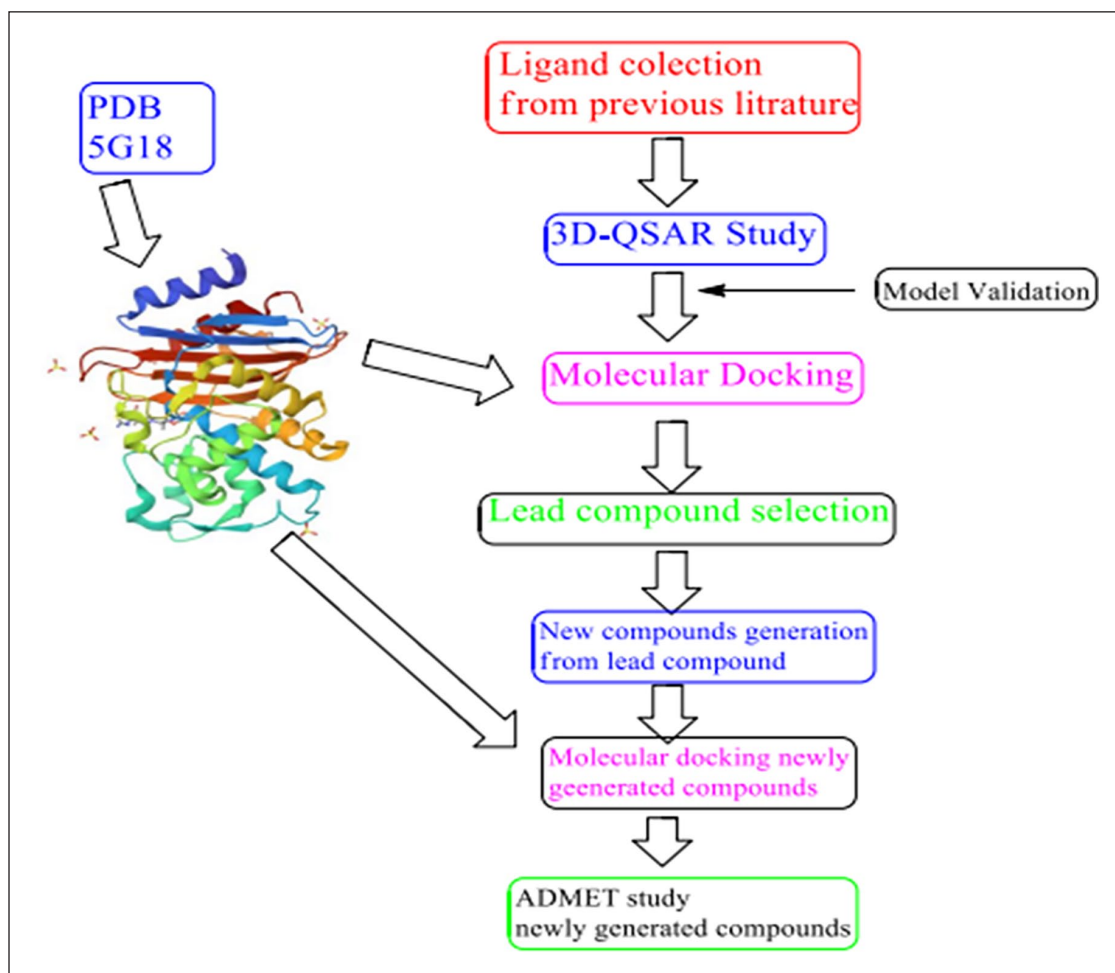 Ligand colection
from previous litrature
PDB
5G18
3D-QSAR Study
Model Validation
Molecular Docking
Lead compound selection
New compounds generation
from lead compound
Molecular docking newly
geenerated compounds
ADMET study
newly generated compounds